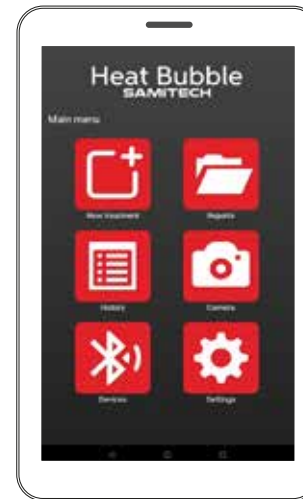 Heat Bubble
SAMITECH
Main menu
New treatment
Reports
History
Camera
Devices
Settings